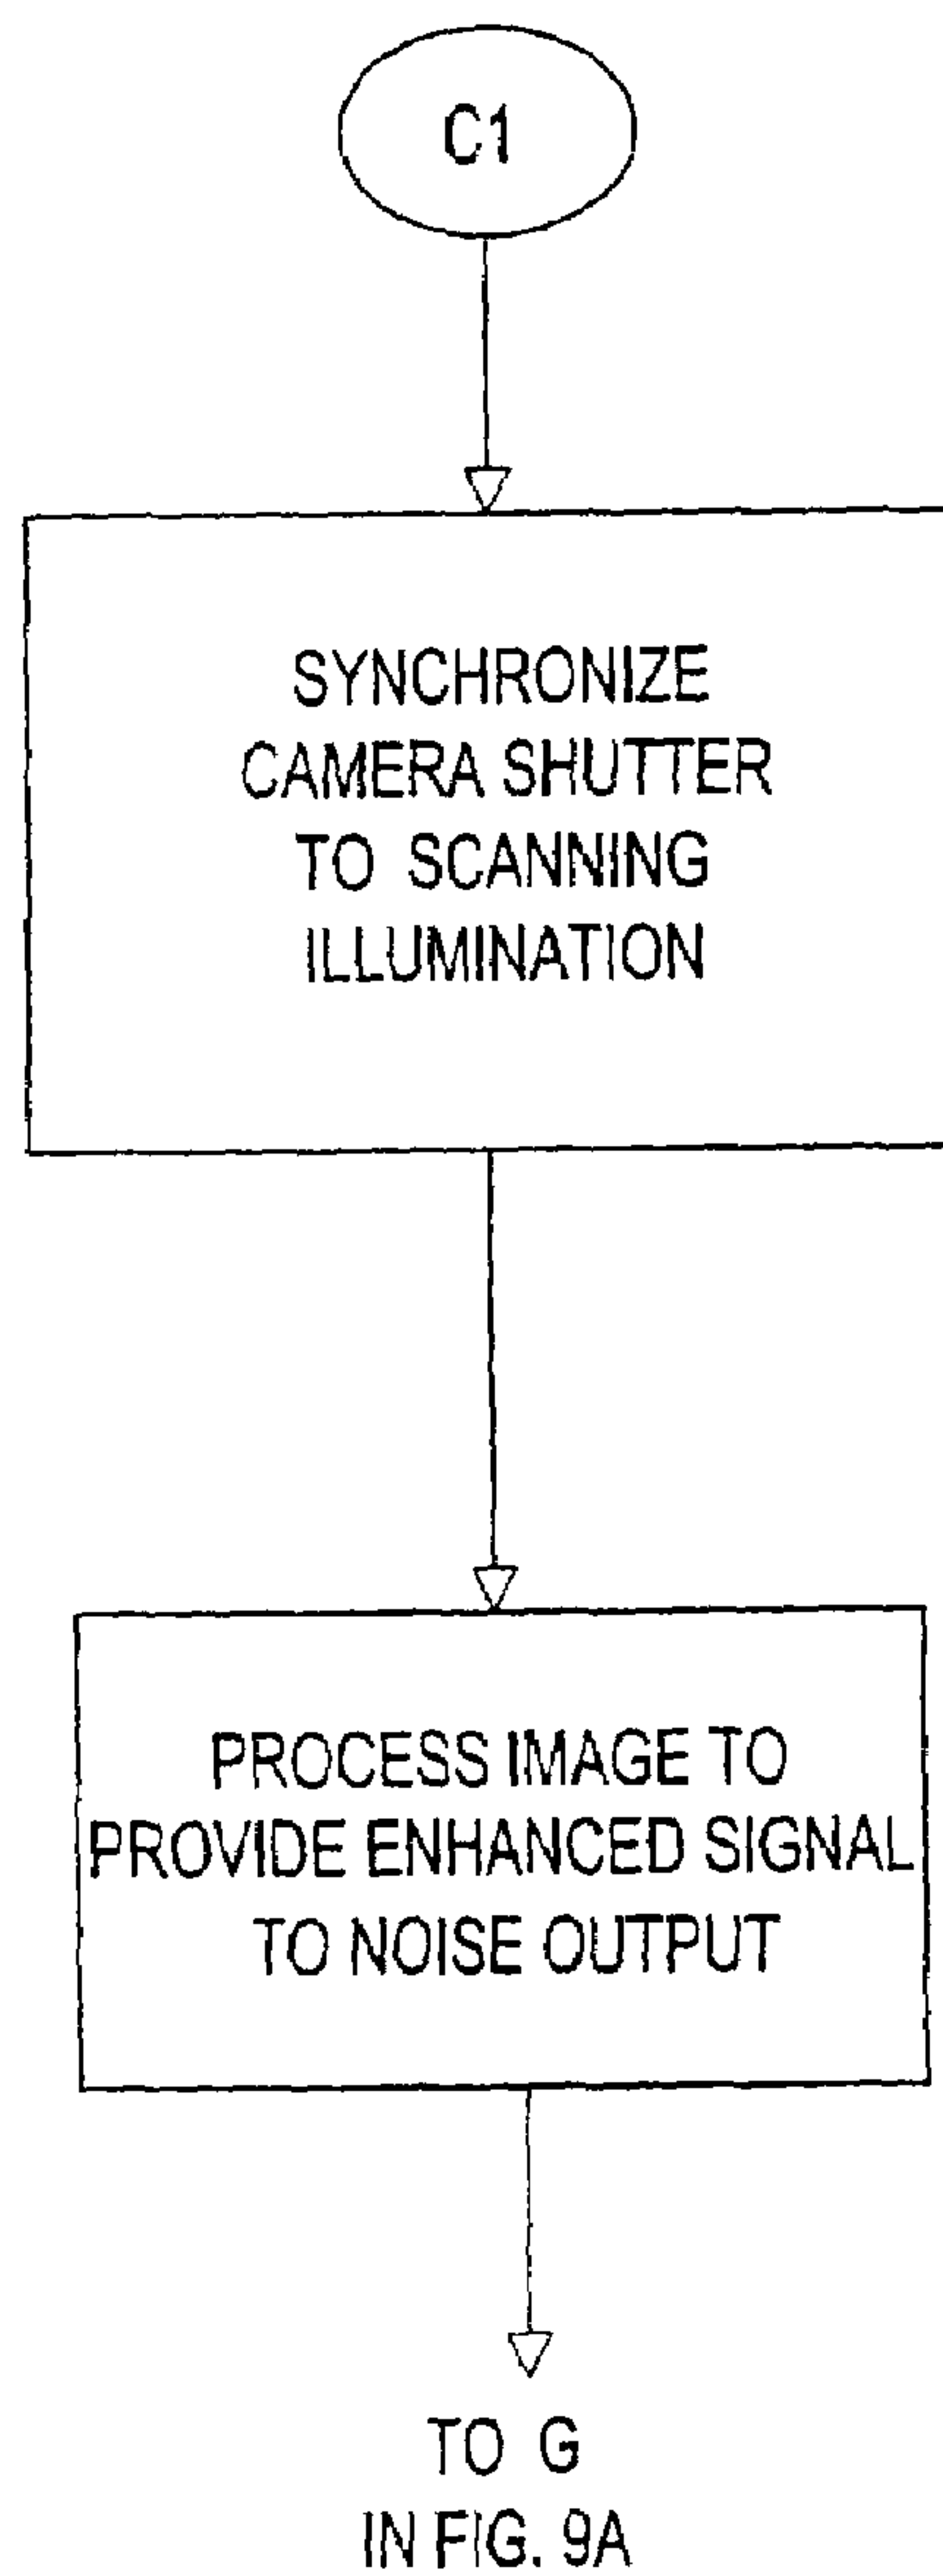 C1
SYNCHRONIZE
CAMERA SHUTTER
TO SCANNING
ILLUMINATION
PROCESS IMAGE TO
PROVIDE ENHANCED SIGNAL
TO NOISE OUTPUT
TO G
IN FIG. 9A